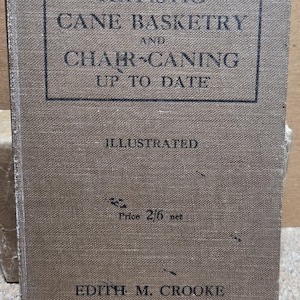 CANE BASKETRY
AND
CHAIR-CANING
UP TO DATE
ILLUSTRATED
Price 2/6 net
EDITH M. CROOKE